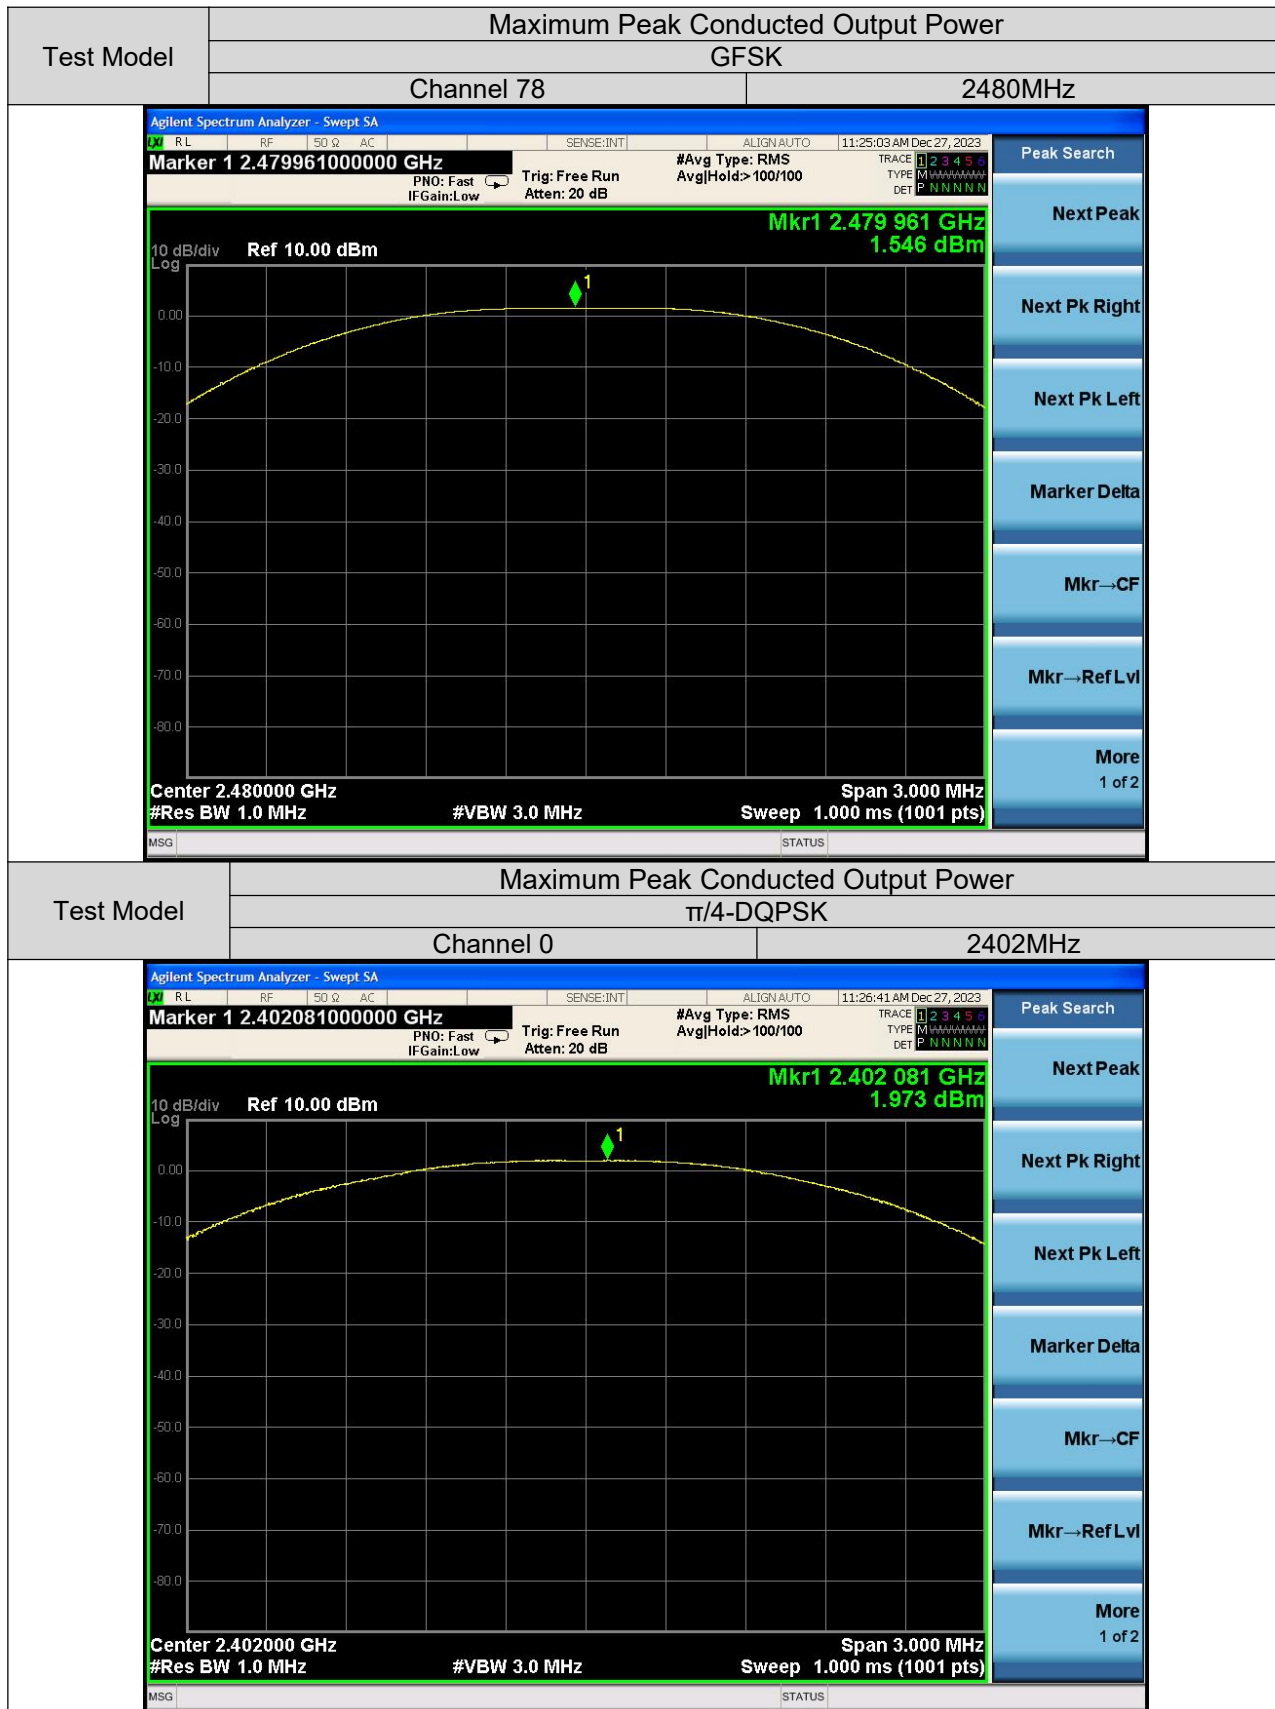 Test Model
Maximum Peak Conducted Output Power
GFSK
Channel 78 2480MHz
Agilent Spectrum Analyzer - Swept SA
LXI RL RF 50 Ω AC SENSE:INT ALIGN AUTO 11:25:03 AM Dec 27, 2023
Marker 1 2.479961000000 GHz
PNO: Fast
IFGain:Low
Trig: Free Run
Atten: 20 dB
#Avg Type: RMS
Avg|Hold:>100/100
TRACE 1 2 3 4 5 6
TYPE M
DET P N N N N N
Mkr1 2.479 961 GHz
1.546 dBm
10 dB/div Ref 10.00 dBm
Log
1
0.00
-10.0
-20.0
-30.0
-40.0
-50.0
-60.0
-70.0
-80.0
Center 2.480000 GHz Span 3.000 MHz
#Res BW 1.0 MHz #VBW 3.0 MHz Sweep 1.000 ms (1001 pts)
MSG STATUS
Peak Search
Next Peak
Next Pk Right
Next Pk Left
Marker Delta
Mkr→CF
Mkr→Ref Lvl
More
1 of 2
Test Model
Maximum Peak Conducted Output Power
π/4-DQPSK
Channel 0 2402MHz
Agilent Spectrum Analyzer - Swept SA
LXI RL RF 50 Ω AC SENSE:INT ALIGN AUTO 11:26:41 AM Dec 27, 2023
Marker 1 2.402081000000 GHz
PNO: Fast
IFGain:Low
Trig: Free Run
Atten: 20 dB
#Avg Type: RMS
Avg|Hold:>100/100
TRACE 1 2 3 4 5 6
TYPE M
DET P N N N N N
Mkr1 2.402 081 GHz
1.973 dBm
10 dB/div Ref 10.00 dBm
Log
1
0.00
-10.0
-20.0
-30.0
-40.0
-50.0
-60.0
-70.0
-80.0
Center 2.402000 GHz Span 3.000 MHz
#Res BW 1.0 MHz #VBW 3.0 MHz Sweep 1.000 ms (1001 pts)
MSG STATUS
Peak Search
Next Peak
Next Pk Right
Next Pk Left
Marker Delta
Mkr→CF
Mkr→Ref Lvl
More
1 of 2